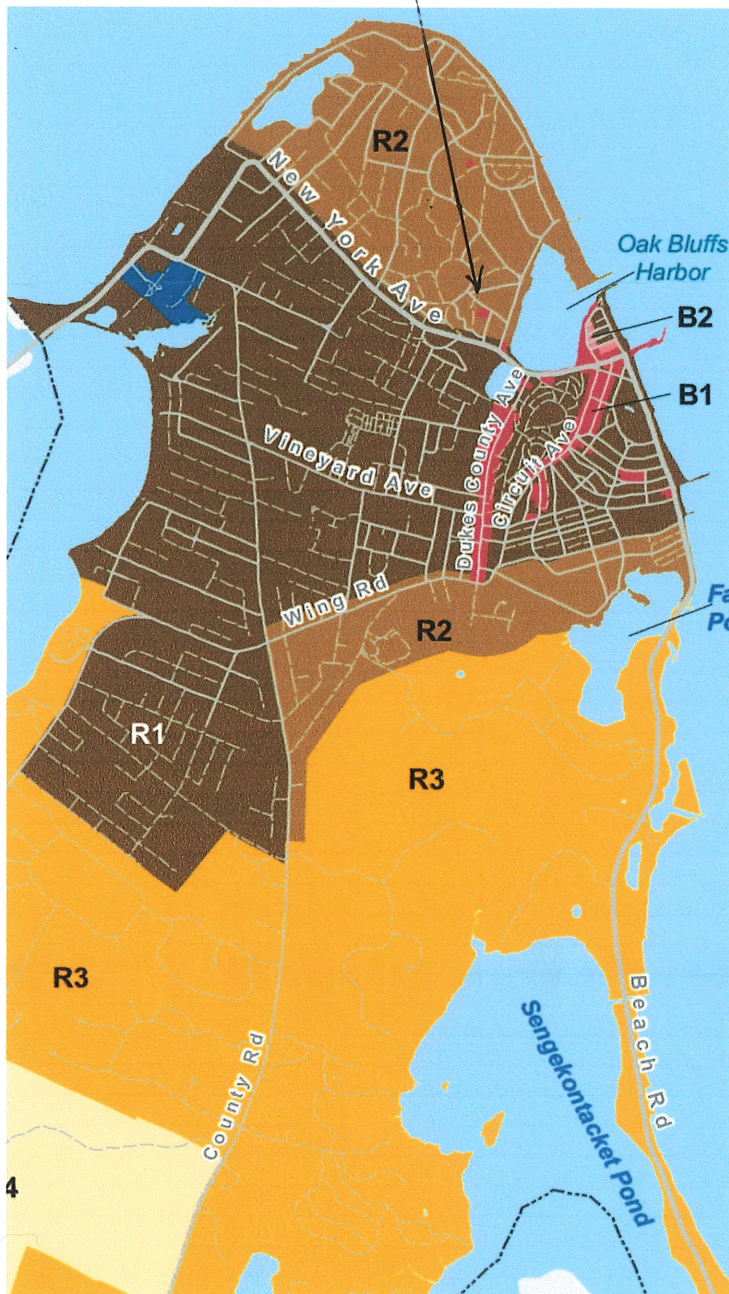 R2
New York Ave
Oak Bluffs
Harbor
B2
B1
Dukes County Ave
Circuit Ave
Vineyard Ave
Wing Rd
R2
R1
R3
R3
Beach Rd
Sengekontacket Pond
County Rd
4